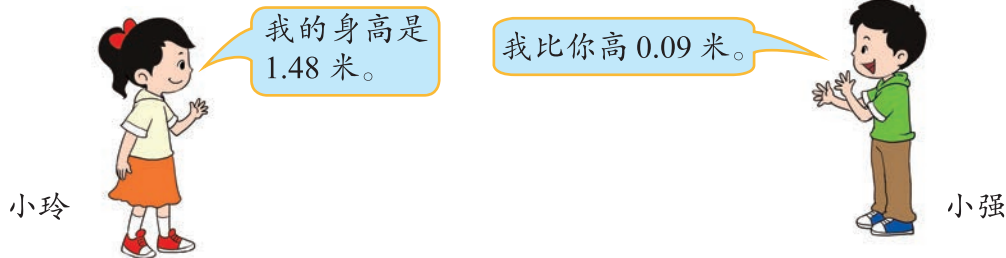 我的身高是
1.48 米。
我比你高 0.09 米。
小玲
小强